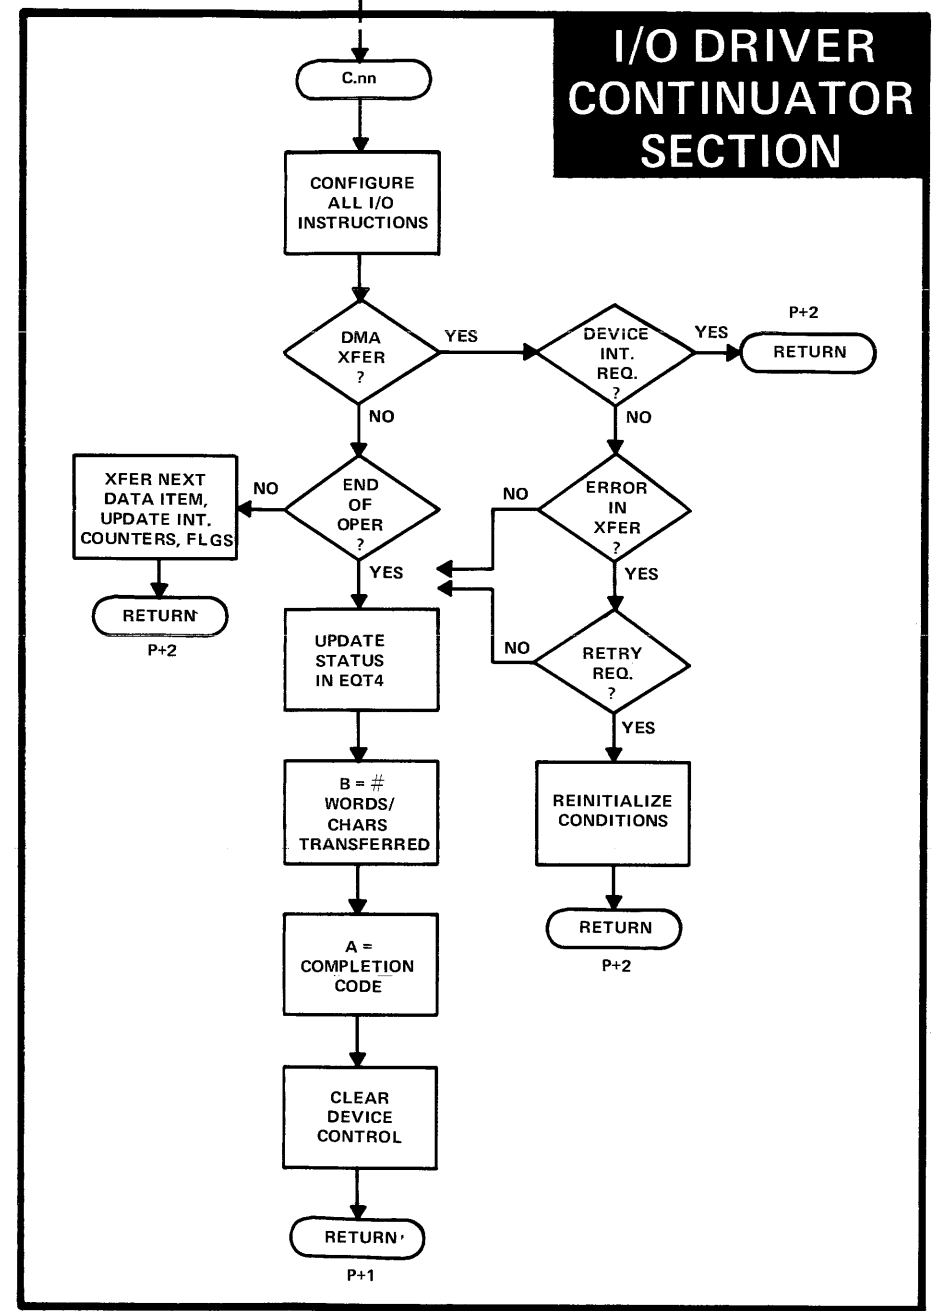 I/O DRIVER
CONTINUATOR
SECTION
C.nn
CONFIGURE
ALL I/O
INSTRUCTIONS
DMA
XFER
?
YES
NO
DEVICE
INT.
REQ.
?
YES
NO
P+2
RETURN
END
OF
OPER
?
NO
YES
XFER NEXT
DATA ITEM,
UPDATE INT.
COUNTERS, FLGS
RETURN
P+2
ERROR
IN
XFER
?
NO
YES
RETRY
REQ.
?
NO
YES
UPDATE
STATUS
IN EQT4
B = #
WORDS/
CHARS
TRANSFERRED
REINITIALIZE
CONDITIONS
RETURN
P+2
A =
COMPLETION
CODE
CLEAR
DEVICE
CONTROL
RETURN
P+1